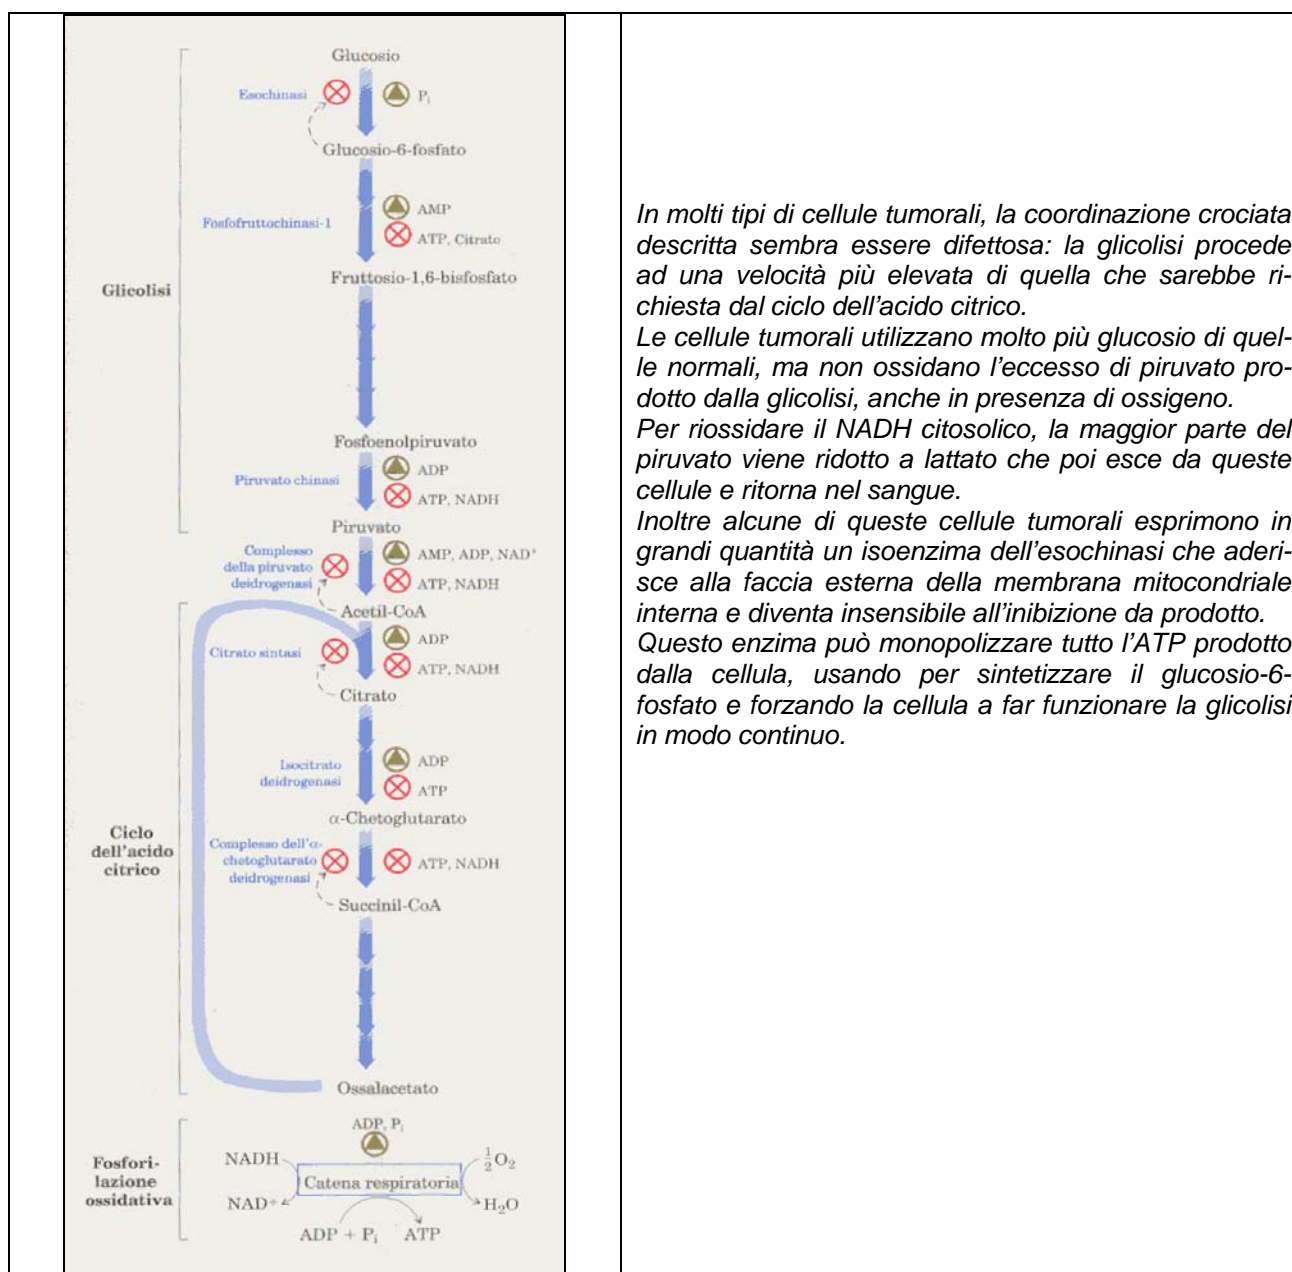 Glucosio
Esochinasi
Pi
Glucosio-6-fosfato
AMP
Fosfofruttochinasi-1
ATP, Citrato
Fruttosio-1,6-bisfosfato
Glicolisi
Fosfoenolpiruvato
ADP
Piruvato chinasi
ATP, NADH
Piruvato
Complesso
della piruvato
deidrogenasi
AMP, ADP, NAD+
ATP, NADH
Acetil-CoA
ADP
Citrato sintasi
ATP, NADH
Citrato
Isocitrato
deidrogenasi
ADP
ATP
α-Chetoglutarato
Ciclo
dell'acido
citrico
Complesso dell'α-
chetoglutarato
deidrogenasi
ATP, NADH
Succinil-CoA
Ossalacetato
ADP, Pi
Fosfori-
lazione
ossidativa
NADH
½O2
Catena respiratoria
NAD+
H2O
ADP + Pi
ATP
In molti tipi di cellule tumorali, la coordinazione crociata
descritta sembra essere difettosa: la glicolisi procede
ad una velocità più elevata di quella che sarebbe ri-
chiesta dal ciclo dell'acido citrico.
Le cellule tumorali utilizzano molto più glucosio di quel-
le normali, ma non ossidano l'eccesso di piruvato pro-
dotto dalla glicolisi, anche in presenza di ossigeno.
Per riossidare il NADH citosolico, la maggior parte del
piruvato viene ridotto a lattato che poi esce da queste
cellule e ritorna nel sangue.
Inoltre alcune di queste cellule tumorali esprimono in
grandi quantità un isoenzima dell'esochinasi che aderi-
sce alla faccia esterna della membrana mitocondriale
interna e diventa insensibile all'inibizione da prodotto.
Questo enzima può monopolizzare tutto l'ATP prodotto
dalla cellula, usando per sintetizzare il glucosio-6-
fosfato e forzando la cellula a far funzionare la glicolisi
in modo continuo.